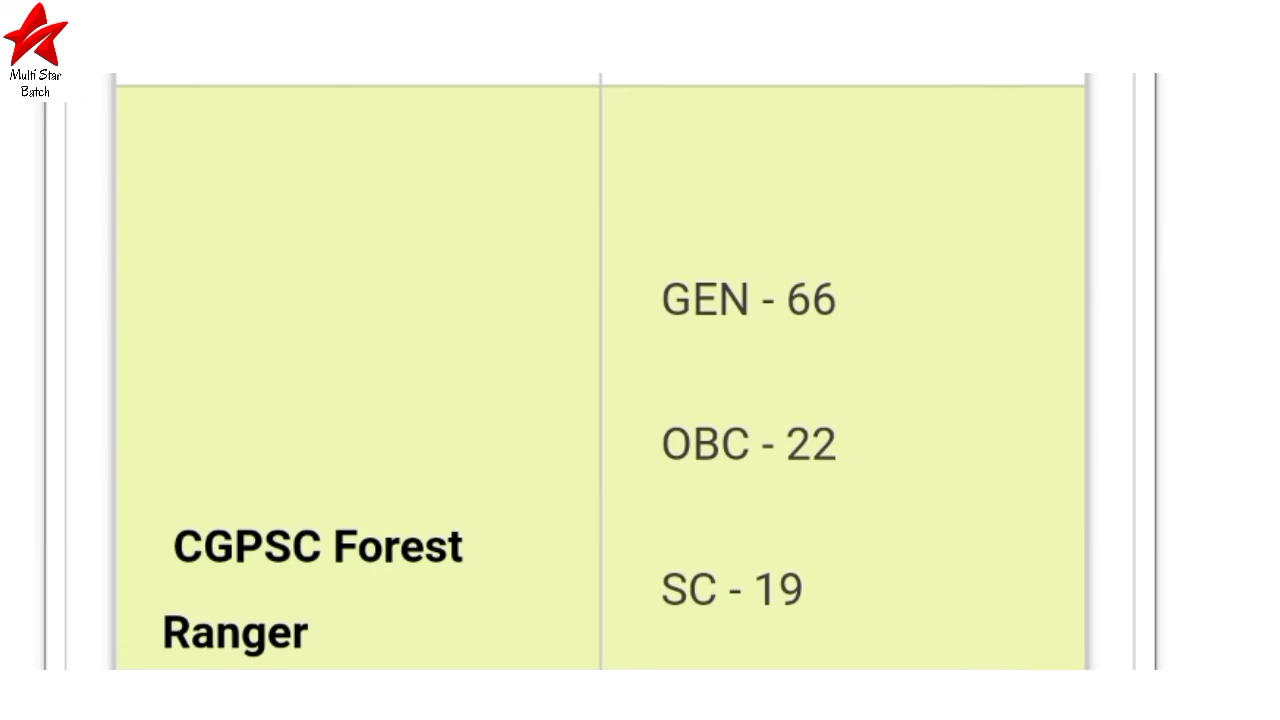 Multi Star
Batch
GEN - 66
OBC - 22
CGPSC Forest
SC - 19
Ranger